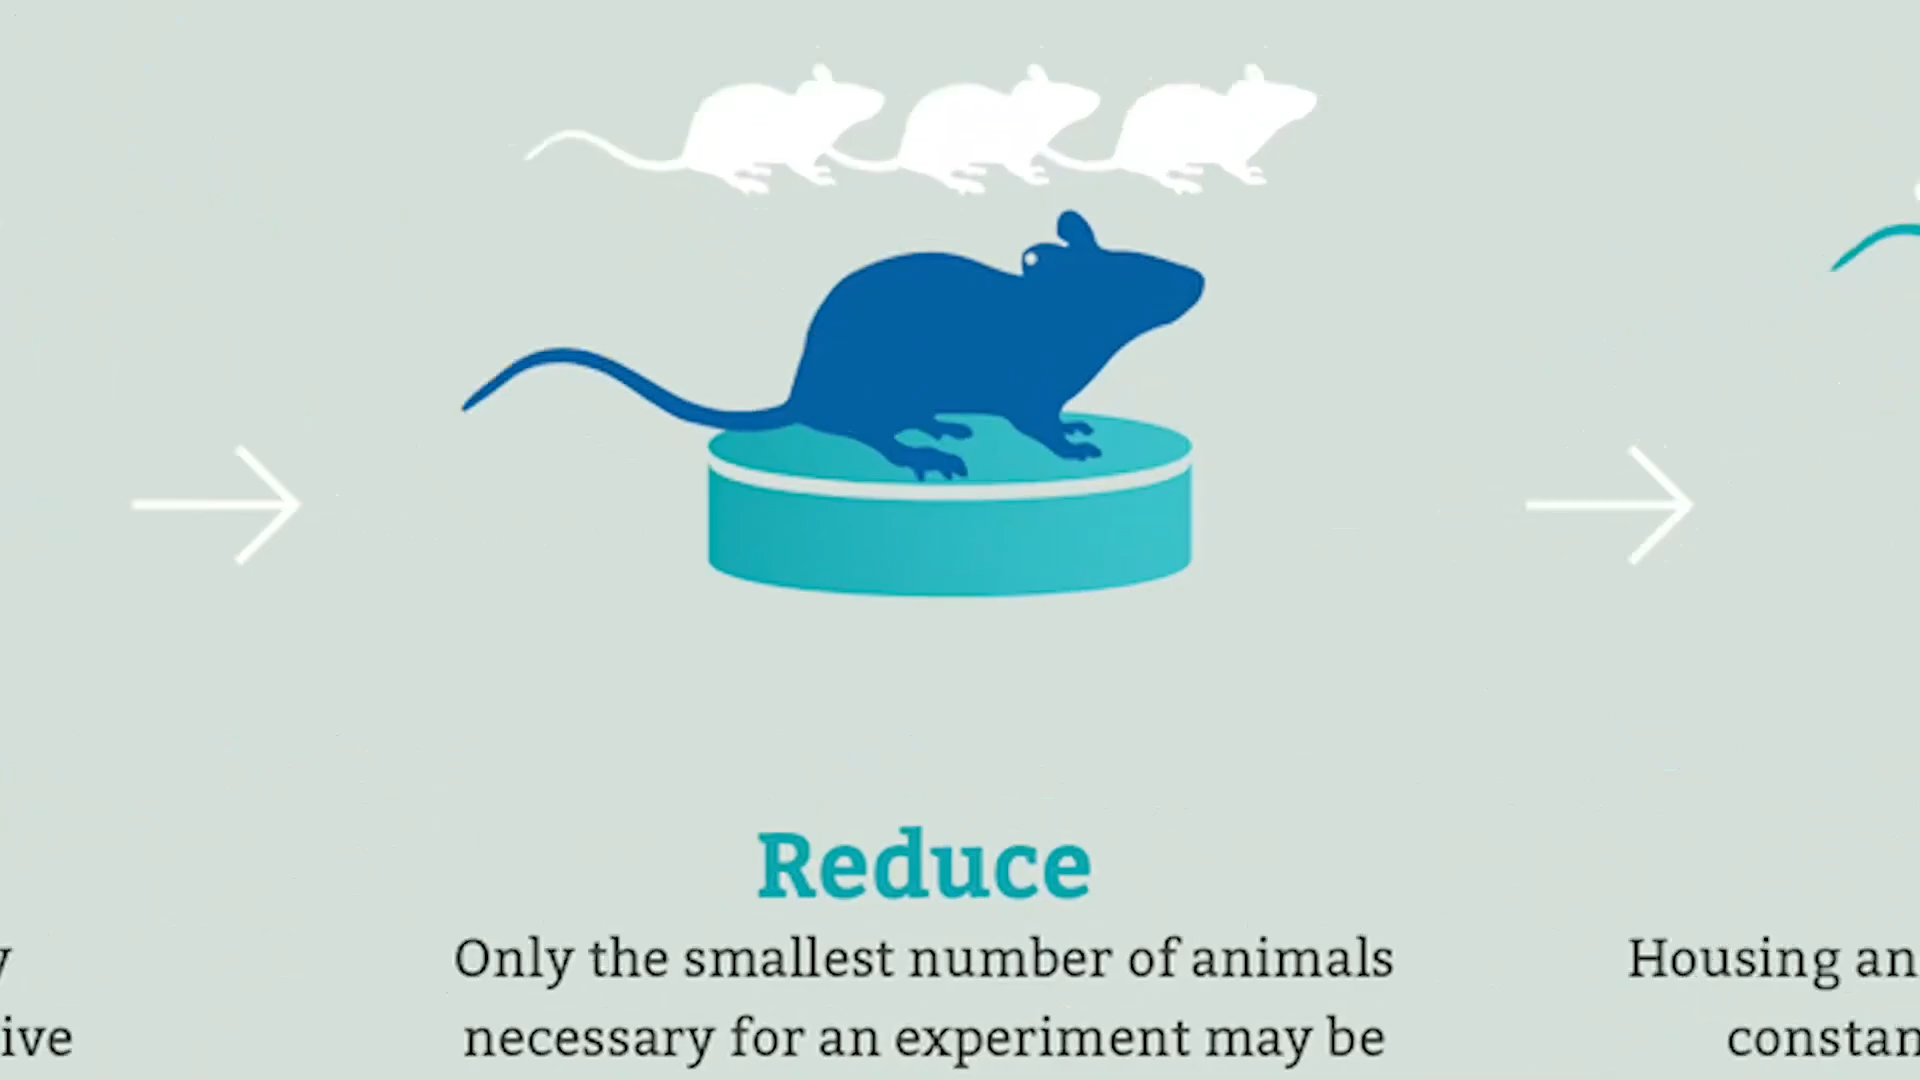 Reduce
Only the smallest number of animals
necessary for an experiment may be
ive
Housing an
constan